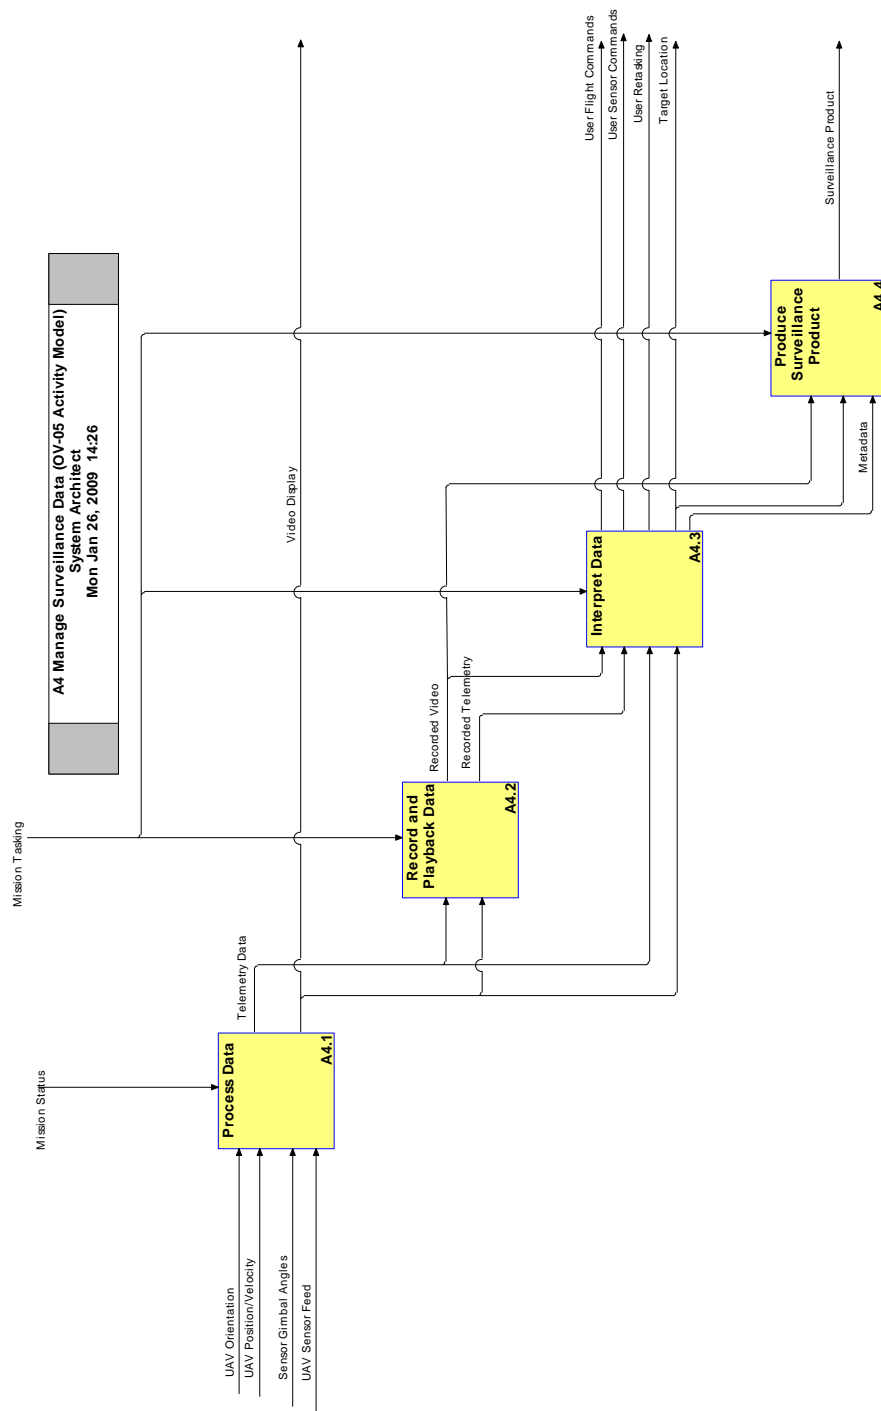 A4 Manage Surveillance Data (OV-05 Activity Model)
System Architect
Mon Jan 26, 2009  14:26
Mission Status
Mission Tasking
UAV Orientation
UAV Position/Velocity
Sensor Gimbal Angles
UAV Sensor Feed
Process Data
A4.1
Telemetry Data
Video Display
Record and
Playback Data
A4.2
Recorded Video
Recorded Telemetry
Interpret Data
A4.3
User Flight Commands
User Sensor Commands
User Retasking
Target Location
Metadata
Produce
Surveillance
Product
A4.4
Surveillance Product